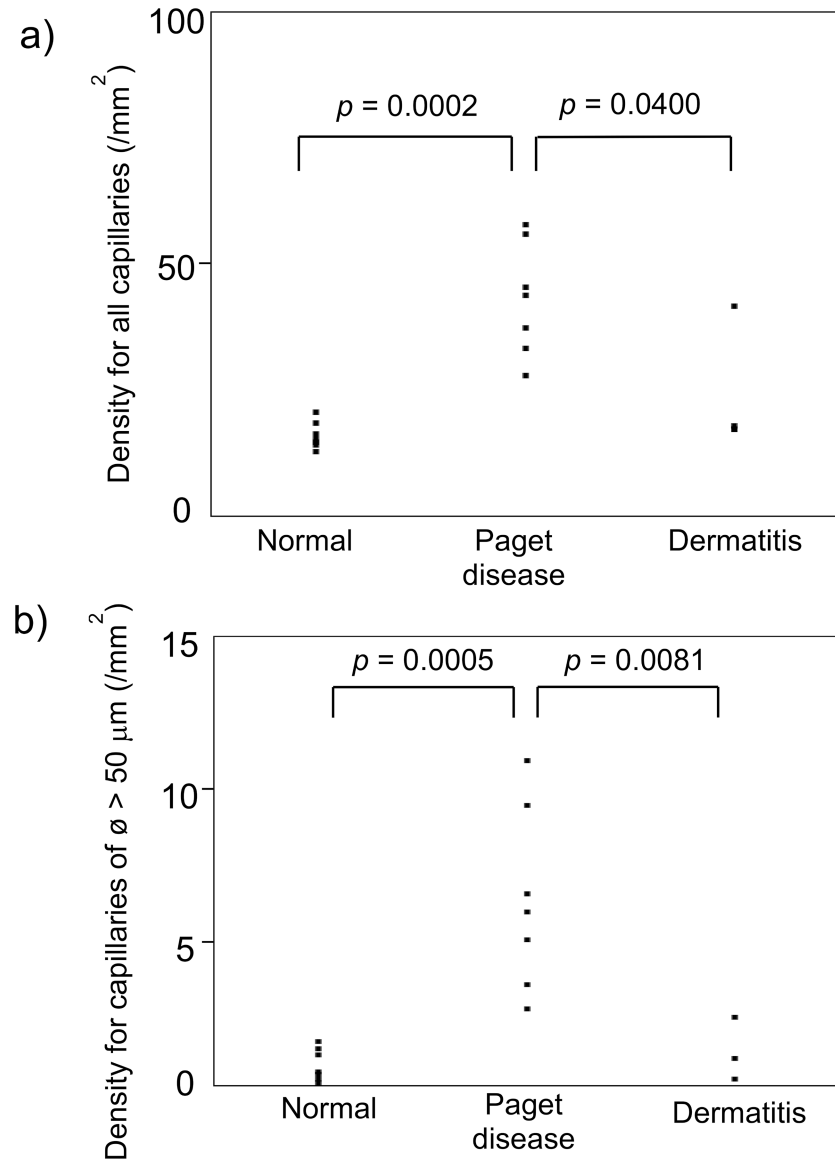 a)
Density for all capillaries (/mm²)
100
50
0
p = 0.0002
p = 0.0400
Normal
Paget
disease
Dermatitis
b)
Density for capillaries of ø > 50 μm (/mm²)
15
10
5
0
p = 0.0005
p = 0.0081
Normal
Paget
disease
Dermatitis